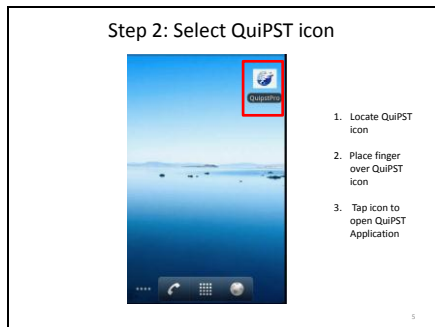 Step 2: Select QuiPST icon
QuipstPro
1. Locate QuiPST
icon
2. Place finger
over QuiPST
icon
3. Tap icon to
open QuiPST
Application
5